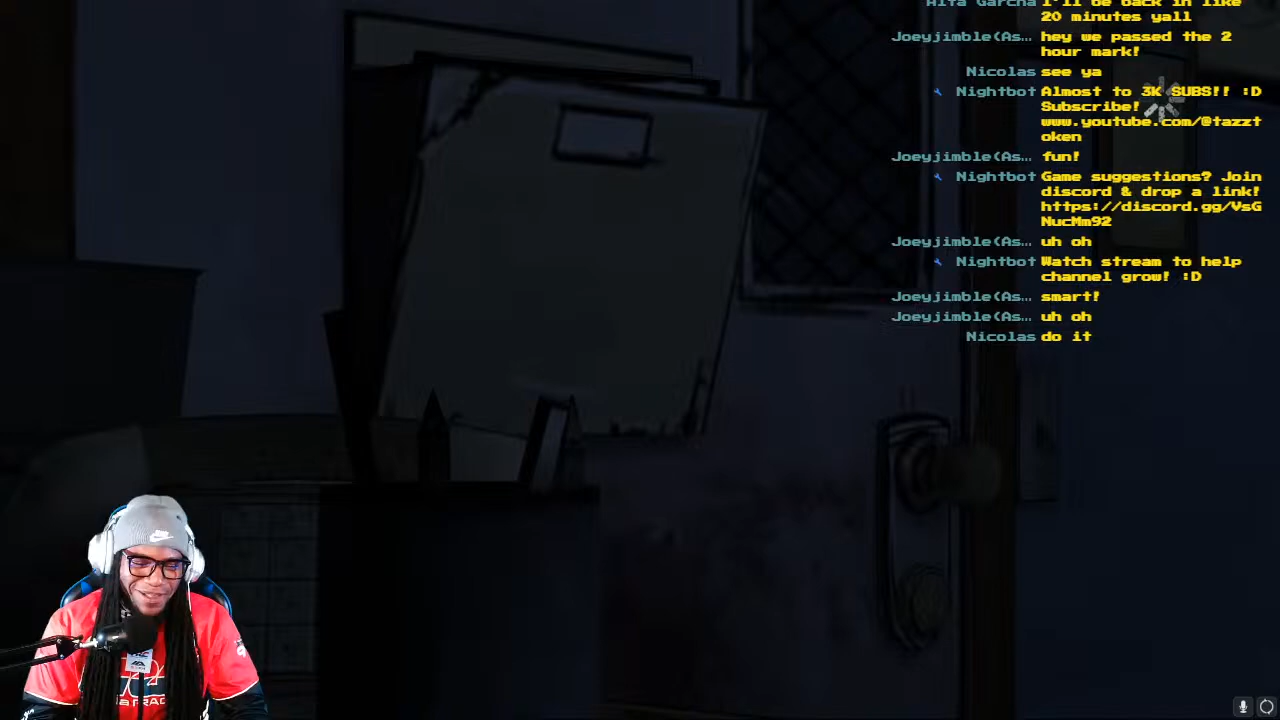 I'll be back in like
20 minutes yall
Joeyjimble(As… hey we passed the 2
hour mark!
Nicolas see ya
Nightbot Almost to 3K SUBS!! :D
Subscribe!
www.youtube.com/@tazzt
oken
Joeyjimble(As… fun!
Nightbot Game suggestions? Join
discord & drop a link!
https://discord.gg/VsG
NucMm92
Joeyjimble(As… uh oh
Nightbot Watch stream to help
channel grow! :D
Joeyjimble(As… smart!
Joeyjimble(As… uh oh
Nicolas do it